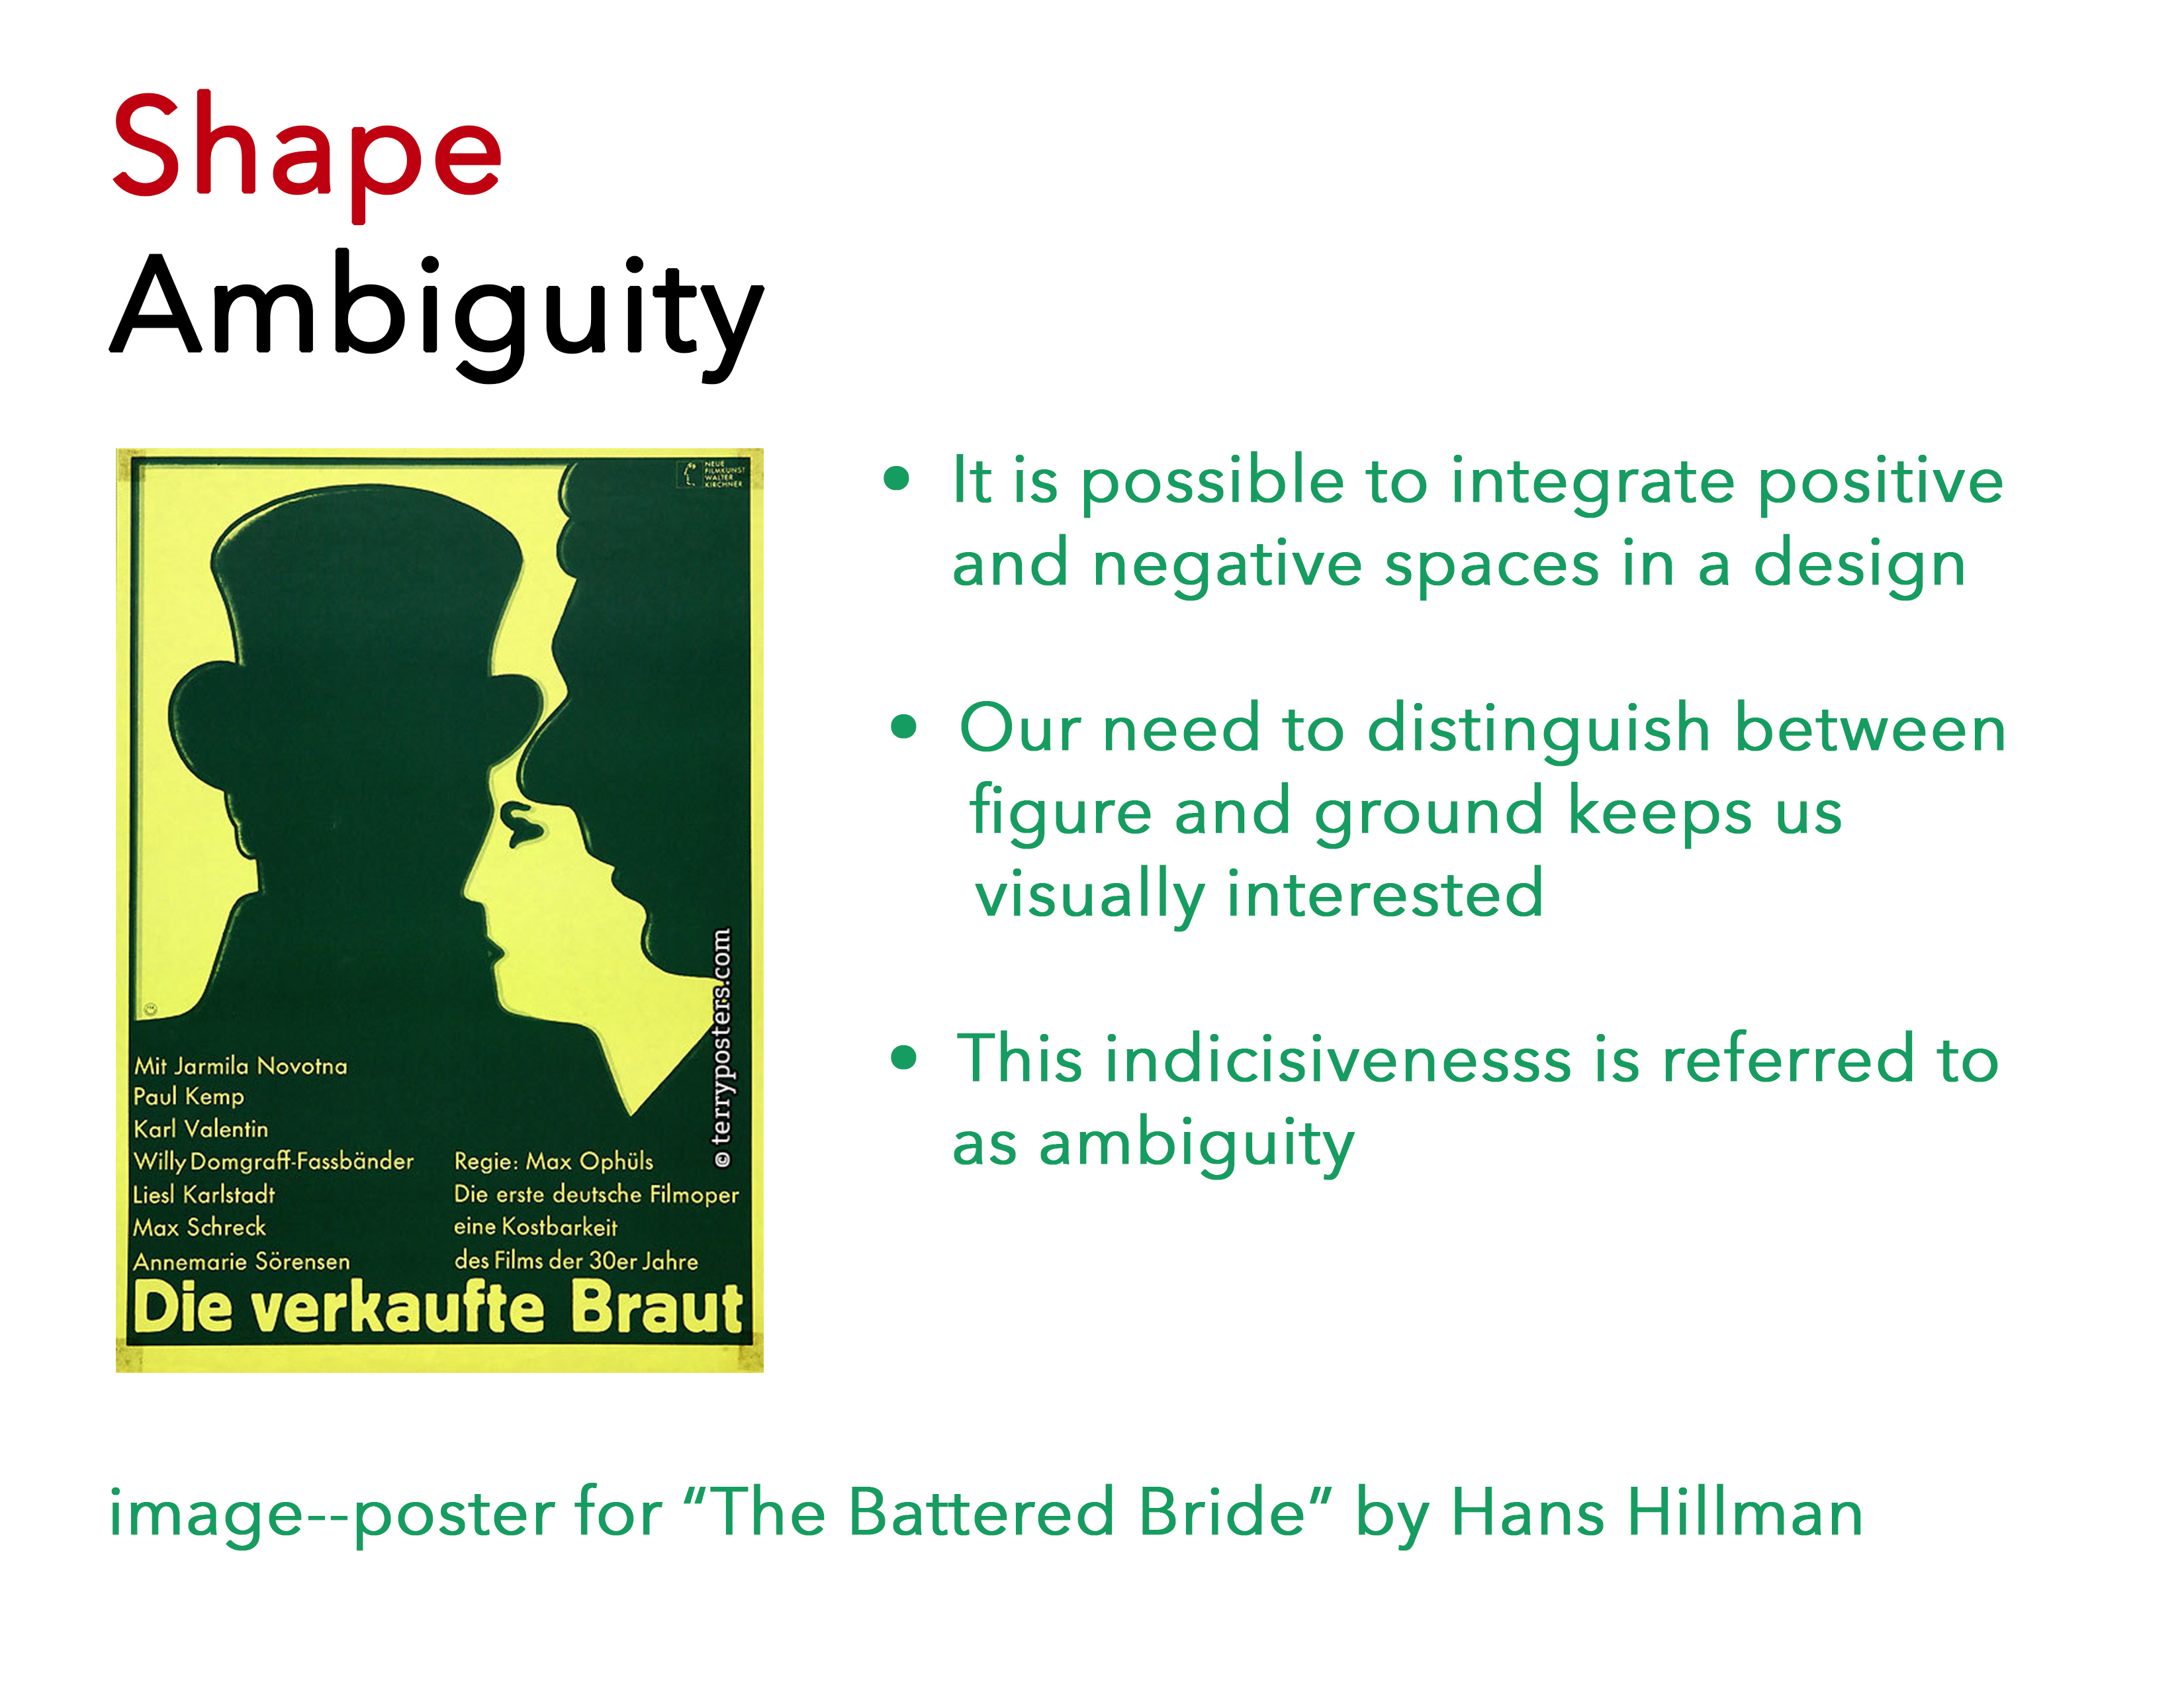 Shape
Ambiguity
NEUE
FILMKUNST
WALTER
KIRCHNER
Mit Jarmila Novotna
Paul Kemp
Karl Valentin
Willy Domgraff-Fassbänder
Liesl Karlstadt
Max Schreck
Annemarie Sörensen
Regie: Max Ophüls
Die erste deutsche Filmoper
eine Kostbarkeit
des Films der 30er Jahre
Die verkaufte Braut
© terryposters.com
• It is possible to integrate positive
and negative spaces in a design
• Our need to distinguish between
figure and ground keeps us
visually interested
• This indicisivenesss is referred to
as ambiguity
image--poster for “The Battered Bride” by Hans Hillman